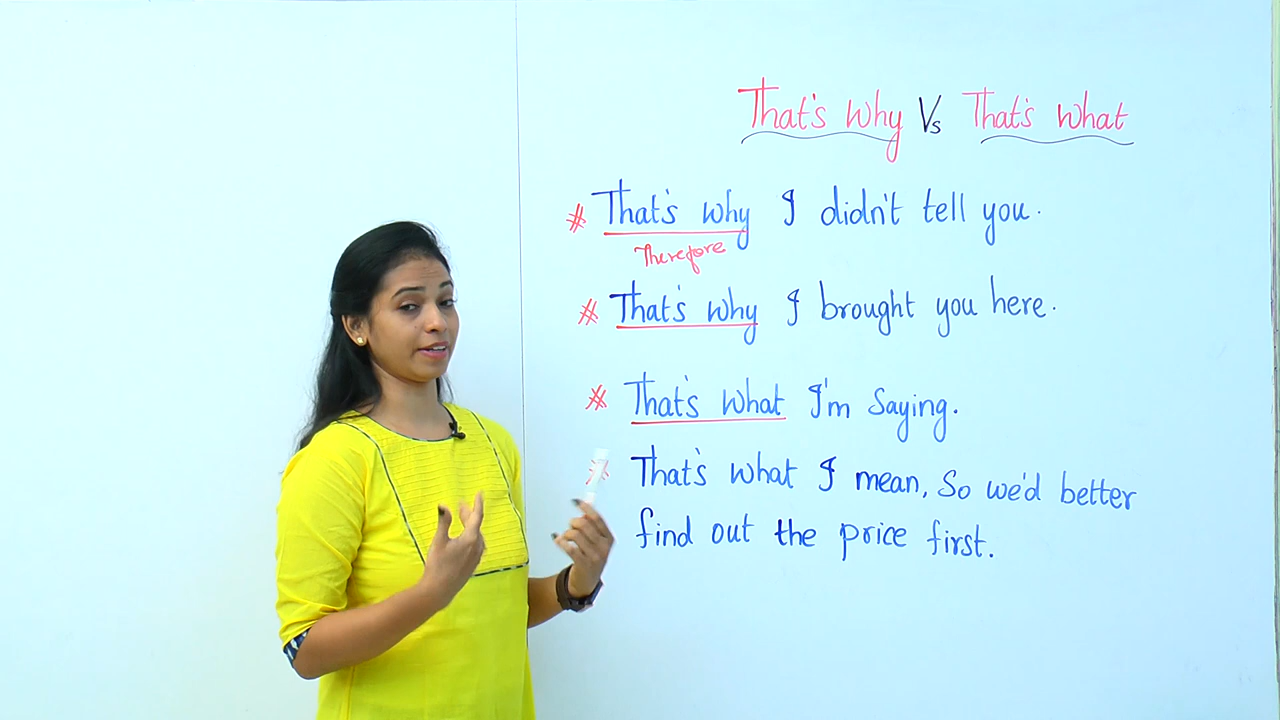 That's why Vs That's what
* That's why I didn't tell you.
Therefore
* That's why I brought you here.
* That's what I'm Saying.
* That's what I mean, So we'd better
find out the price first.